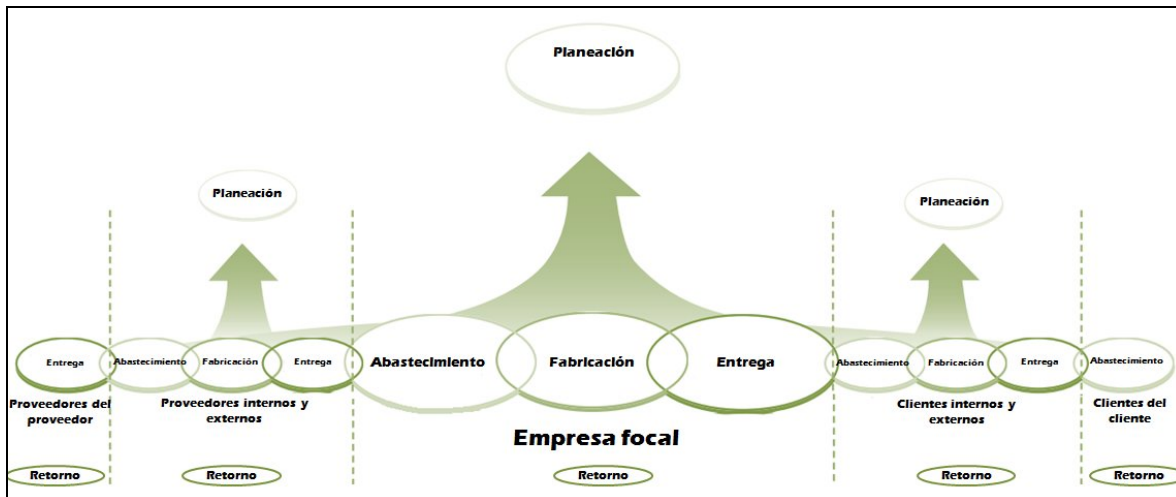 Planeación
Planeación
Planeación
Entrega
Abastecimiento
Fabricación
Entrega
Abastecimiento
Fabricación
Entrega
Abastecimiento
Fabricación
Entrega
Abastecimiento
Proveedores del
proveedor
Proveedores internos y
externos
Empresa focal
Clientes internos y
externos
Clientes del
cliente
Retorno
Retorno
Retorno
Retorno
Retorno